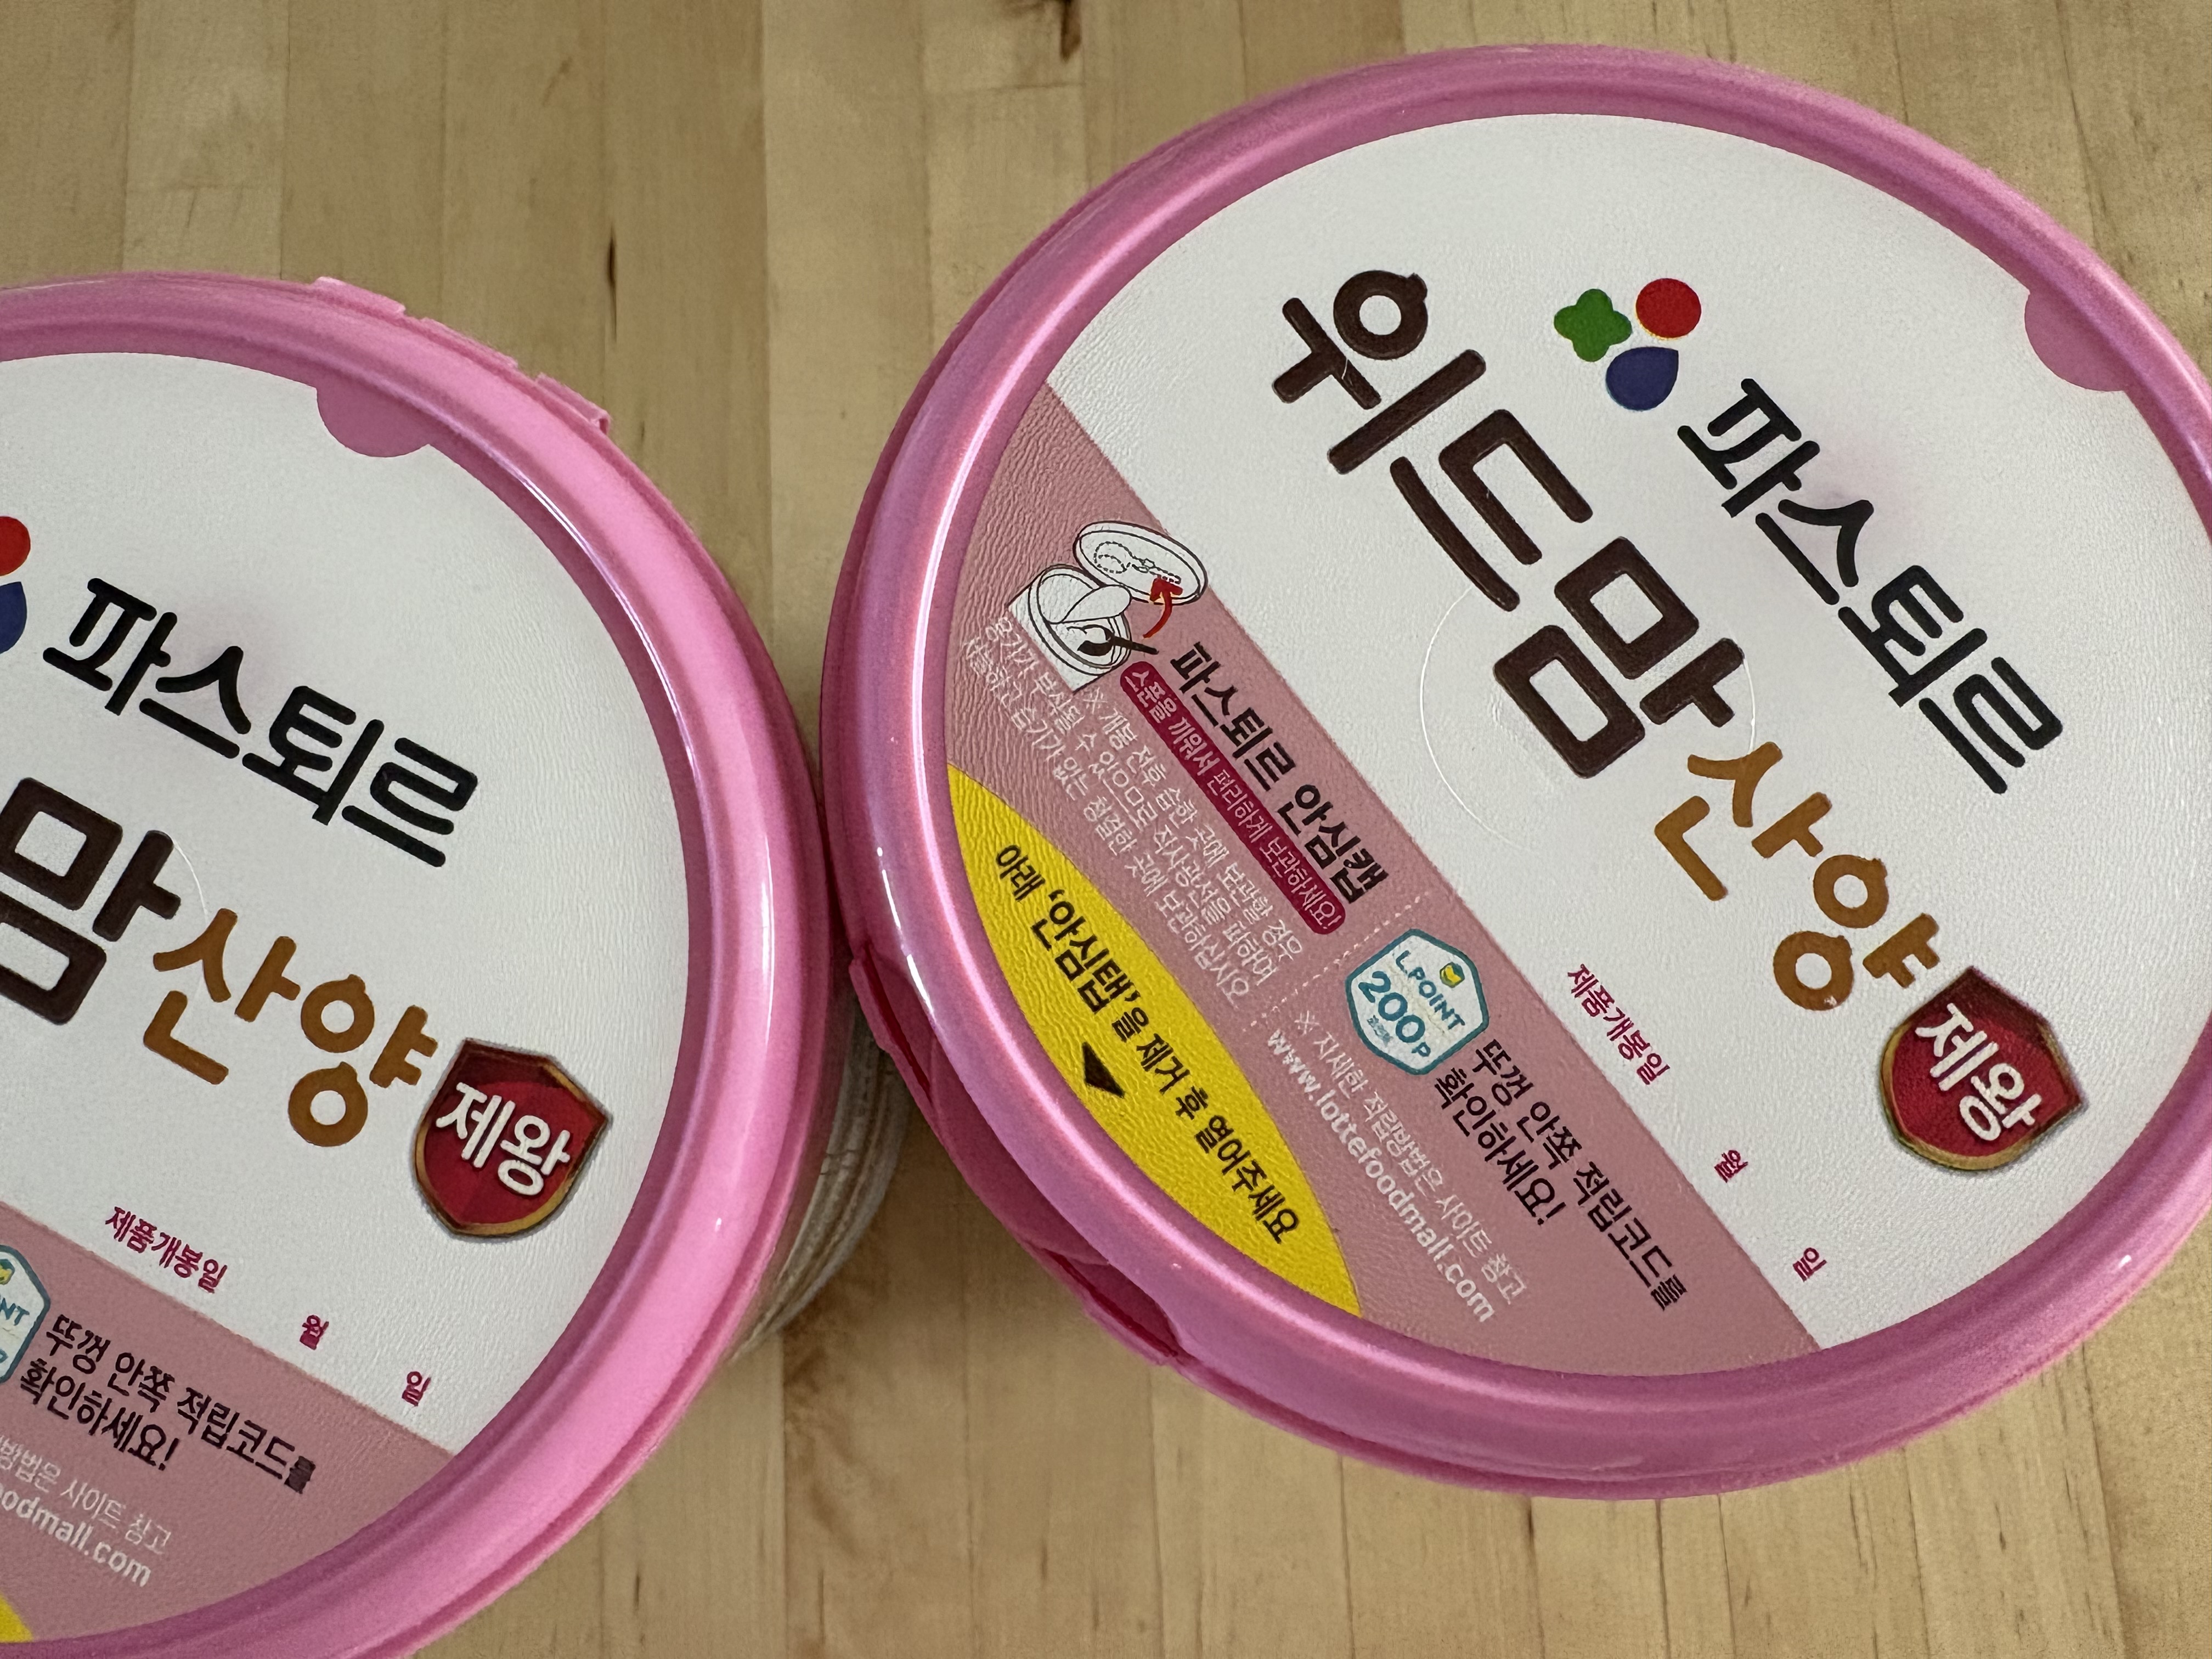 파스퇴르
맘 산양
제왕
제품개봉일 월 일
뚜껑 안쪽 적립코드를
확인하세요!
방법은 사이트 참고
oodmall.com
파스퇴르
위드맘 산양
제왕
제품개봉일 월 일
파스퇴르 안심캡
스푼을 끼워서 편리하게 보관하세요!
※ 개봉 전후 습한 곳에 보관할 경우
용기가 부식될 수 있으므로 직사광선을 피하여
서늘하고 습기가 없는 청결한 곳에 보관하십시오
L.POINT
200P
뚜껑 안쪽 적립코드를
확인하세요!
※ 자세한 적립방법은 사이트 참고
www.lottefoodmall.com
아래 '안심탭'을 제거 후 열어주세요